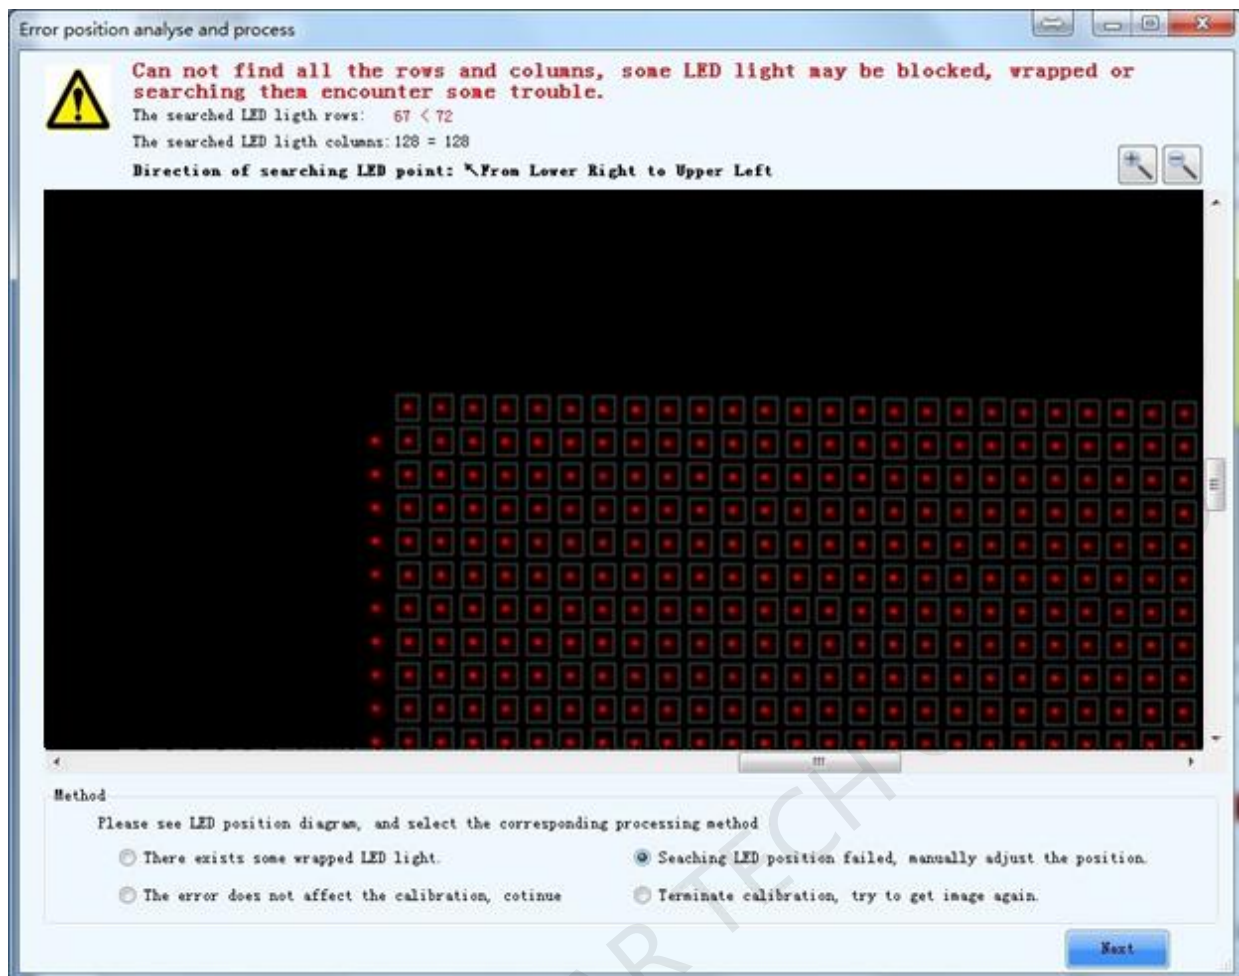 Error position analyse and process
Can not find all the rows and columns, some LED light may be blocked, wrapped or
searching them encounter some trouble.
The searched LED ligth rows: 67 < 72
The searched LED ligth columns: 128 = 128
Direction of searching LED point: ↖From Lower Right to Upper Left
Method
Please see LED position diagram, and select the corresponding processing method
There exists some wrapped LED light.
Seaching LED position failed, manually adjust the position.
The error does not affect the calibration, cotinue
Terminate calibration, try to get image again.
Next